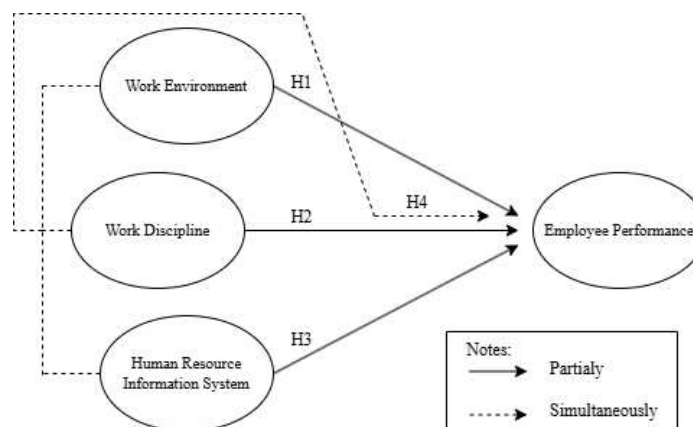 Work Environment
H1
H4
Work Discipline
H2
Employee Performance
H3
Human Resource
Information System
Notes:
Partialy
Simultaneously